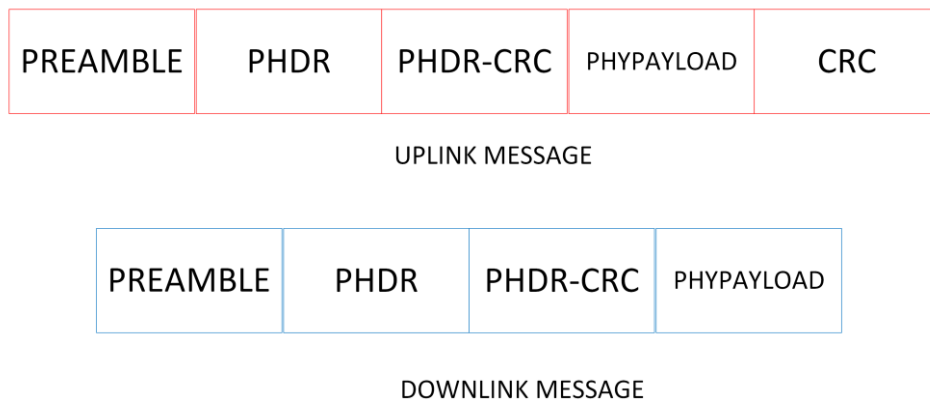 PREAMBLE PHDR PHDR-CRC PHYPAYLOAD CRC
UPLINK MESSAGE
PREAMBLE PHDR PHDR-CRC PHYPAYLOAD
DOWNLINK MESSAGE